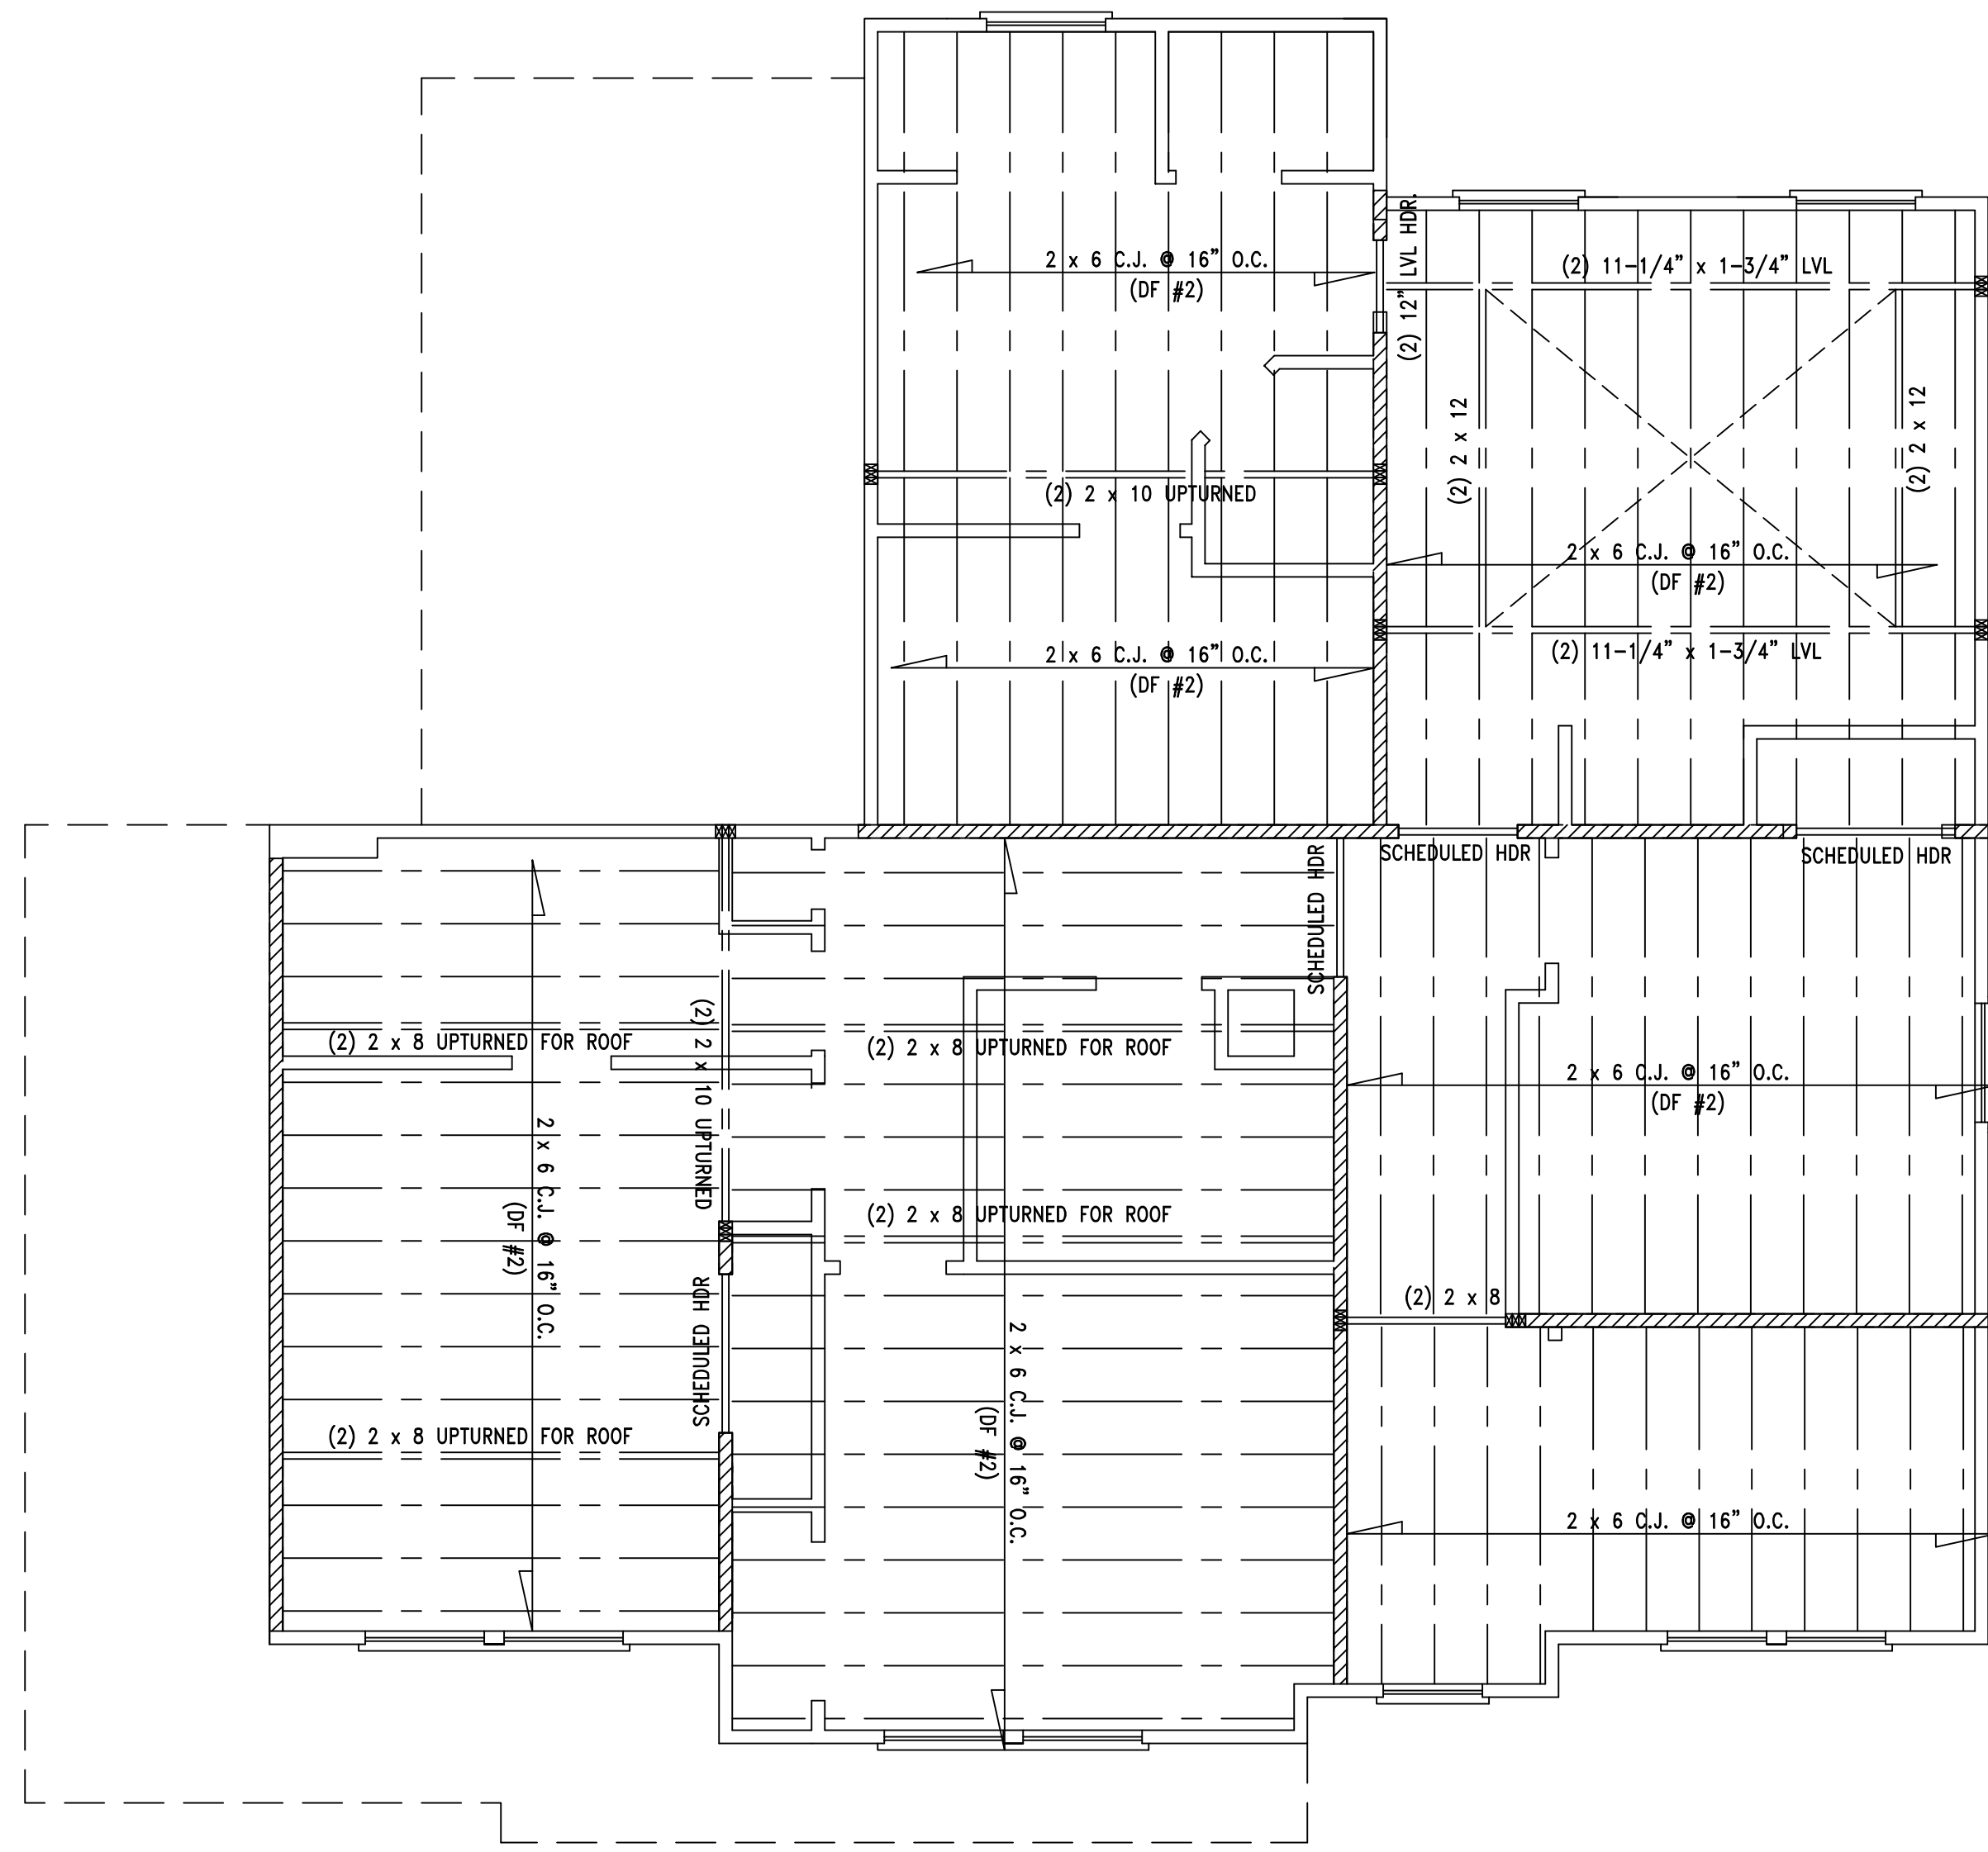 2 x 6 C.J. @ 16" O.C.
(DF #2)
(2) 12" LVL HDR.
(2) 11-1/4" x 1-3/4" LVL
(2) 2 x 12
(2) 2 x 12
(2) 2 x 10 UPTURNED
2 x 6 C.J. @ 16" O.C.
(DF #2)
2 x 6 C.J. @ 16" O.C.
(DF #2)
(2) 11-1/4" x 1-3/4" LVL
SCHEDULED HDR
SCHEDULED HDR
SCHEDULED HDR
(2) 2 x 8 UPTURNED FOR ROOF
(2) 2 x 10 UPTURNED
(2) 2 x 8 UPTURNED FOR ROOF
2 x 6 C.J. @ 16" O.C.
(DF #2)
2 x 6 C.J. @ 16" O.C.
(DF #2)
(2) 2 x 8 UPTURNED FOR ROOF
SCHEDULED HDR
(2) 2 x 8
2 x 6 C.J. @ 16" O.C.
(DF #2)
(2) 2 x 8 UPTURNED FOR ROOF
2 x 6 C.J. @ 16" O.C.